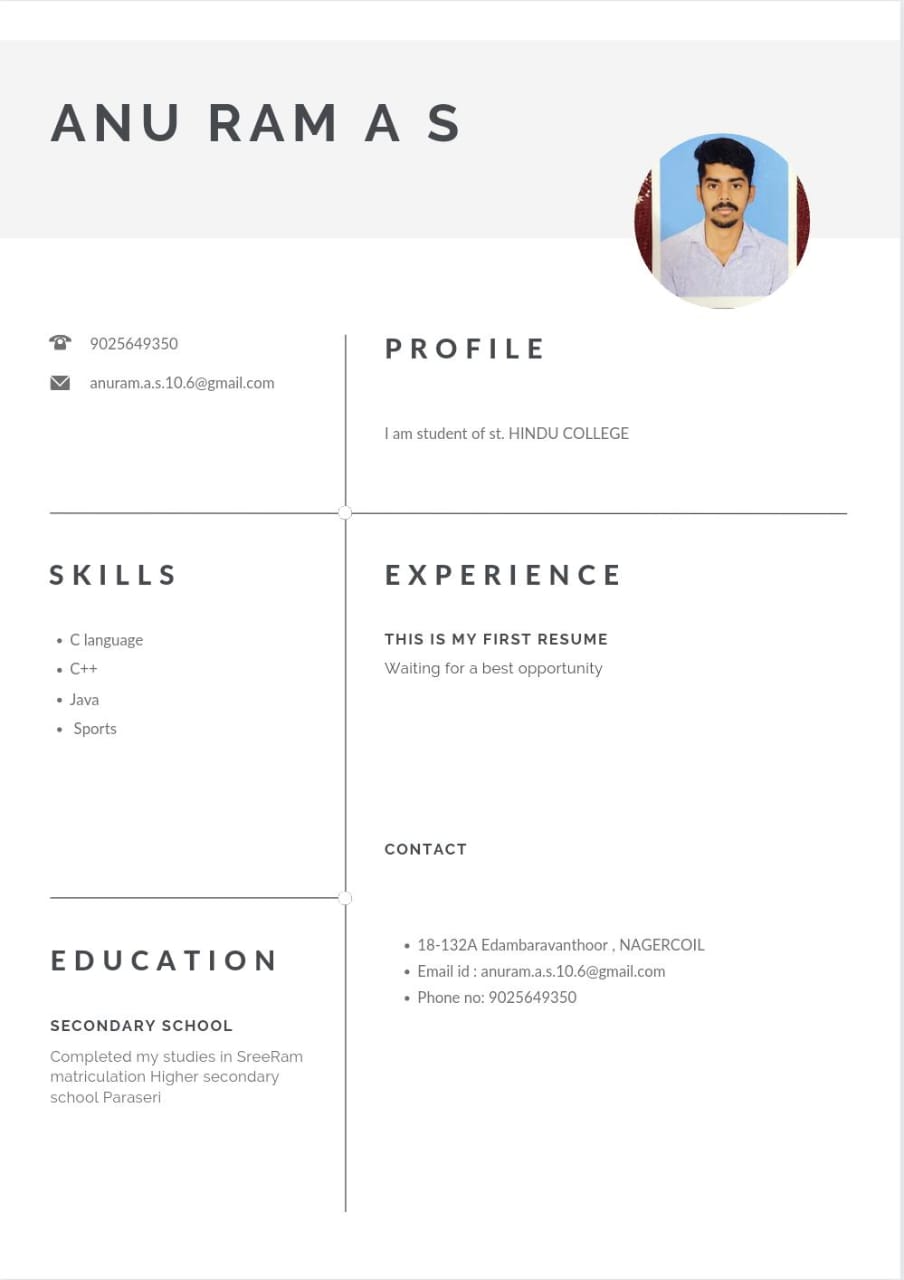 ANU RAM A S
9025649350
anuram.a.s.10.6@gmail.com
PROFILE
I am student of st. HINDU COLLEGE
SKILLS
• C language
• C++
• Java
• Sports
EXPERIENCE
THIS IS MY FIRST RESUME
Waiting for a best opportunity
CONTACT
• 18-132A Edambaravanthoor , NAGERCOIL
• Email id : anuram.a.s.10.6@gmail.com
• Phone no: 9025649350
EDUCATION
SECONDARY SCHOOL
Completed my studies in SreeRam
matriculation Higher secondary
school Paraseri